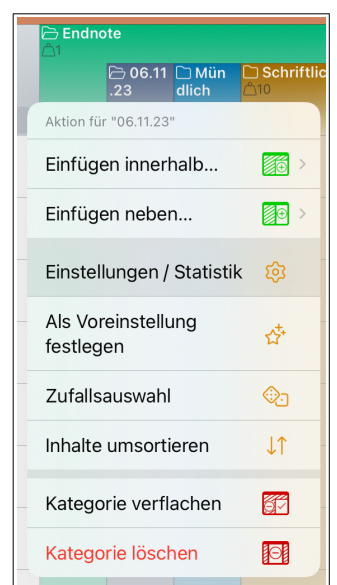 Endnote
1
06.11
.23
Mün
dlich
Schriftlic
10
Aktion für "06.11.23"
Einfügen innerhalb...
Einfügen neben...
Einstellungen / Statistik
Als Voreinstellung
festlegen
Zufallsauswahl
Inhalte umsortieren
Kategorie verflachen
Kategorie löschen